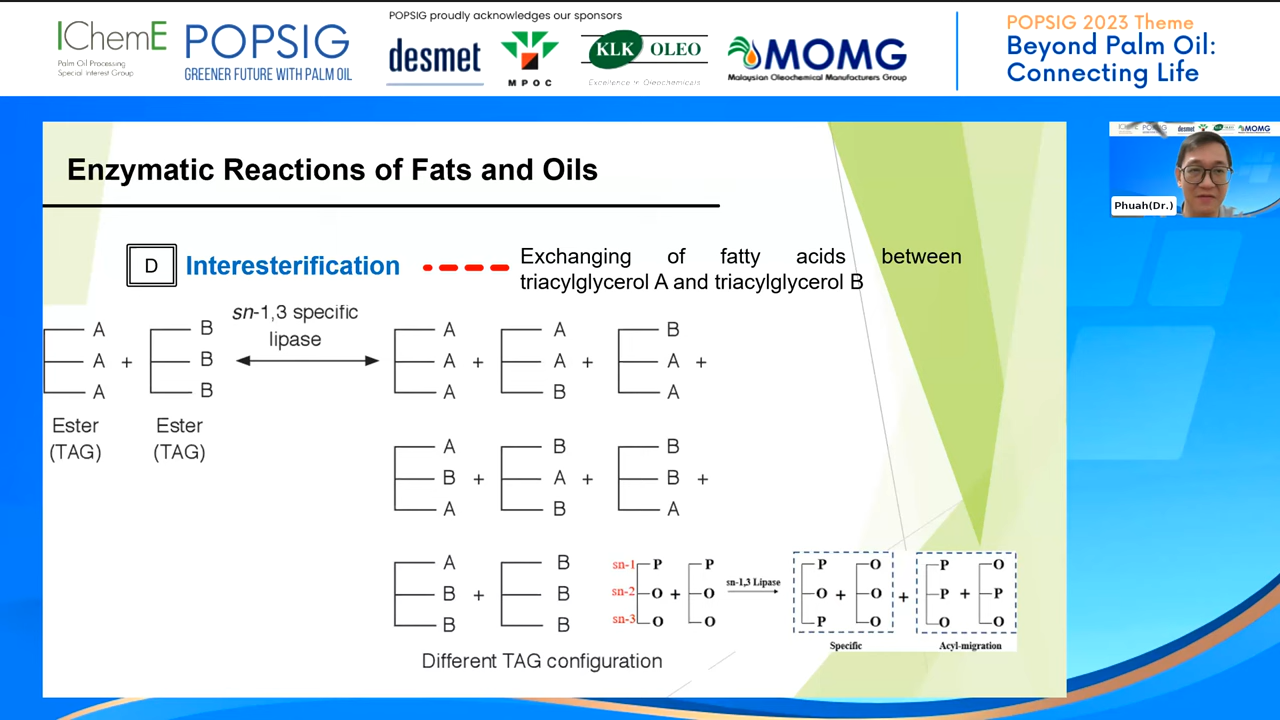 IChemE
Palm Oil Processing
Special Interest Group
POPSIG
GREENER FUTURE WITH PALM OIL
POPSIG proudly acknowledges our sponsors
desmet
MPOC
KLK OLEO
Excellence in Oleochemicals
MOMG
Malaysian Oleochemical Manufacturers Group
POPSIG 2023 Theme
Beyond Palm Oil:
Connecting Life
Enzymatic Reactions of Fats and Oils
D
Interesterification
Exchanging of fatty acids between
triacylglycerol A and triacylglycerol B
sn-1,3 specific
lipase
A B A A B
A + B A + A + A +
A B A B A
Ester Ester
(TAG) (TAG)
A B B
B + A + B +
A B A
A B
B + B
B B
Different TAG configuration
sn-1 P P
sn-2 O + O
sn-3 O O
sn-1,3 Lipase
P O P O
O + O + P + P
P O O O
Specific
Acyl-migration
desmet
MOMG
Phuah(Dr.)